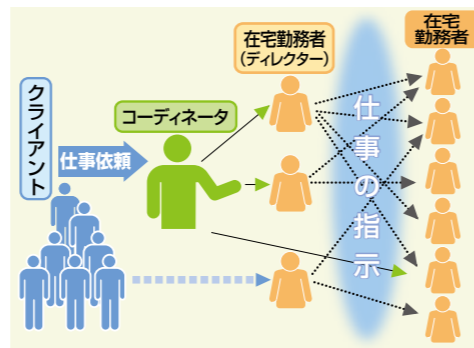 クライアント
仕事依頼
コーディネータ
在宅勤務者
(ディレクター)
仕事の指示
在宅
勤務者